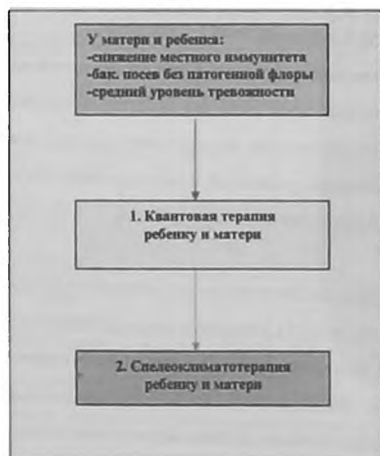 У матери и ребенка:
-снижение местного иммунитета
-бак. посев без патогенной флоры
-средний уровень тревожности
1. Квантовая терапия
ребенку и матери
2. Спелеоклиматотерапия
ребенку и матери